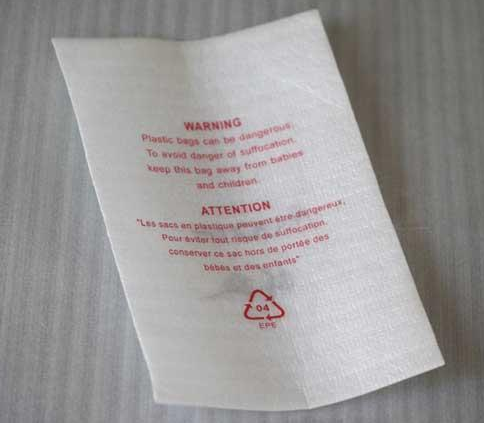 WARNING
Plastic bags can be dangerous.
To avoid danger of suffocation,
keep this bag away from babies
and children.
ATTENTION
"Les sacs en plastique peuvent être dangereux.
Pour éviter tout risque de suffocation.
conserver ce sac hors de portée des
bébés et des enfants"
04
EPE